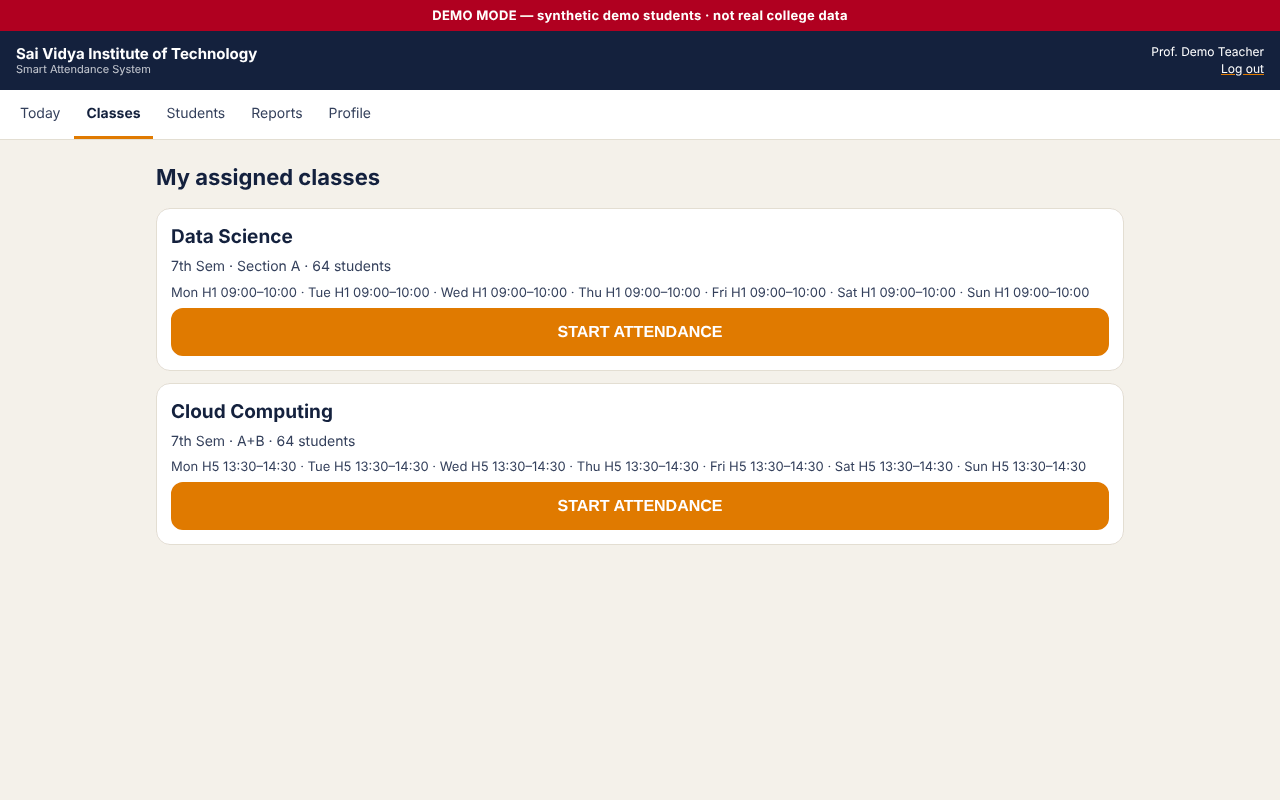 DEMO MODE — synthetic demo students · not real college data
Sai Vidya Institute of Technology
Smart Attendance System
Prof. Demo Teacher
Log out
Today
Classes
Students
Reports
Profile
My assigned classes
Data Science
7th Sem · Section A · 64 students
Mon H1 09:00–10:00 · Tue H1 09:00–10:00 · Wed H1 09:00–10:00 · Thu H1 09:00–10:00 · Fri H1 09:00–10:00 · Sat H1 09:00–10:00 · Sun H1 09:00–10:00
START ATTENDANCE
Cloud Computing
7th Sem · A+B · 64 students
Mon H5 13:30–14:30 · Tue H5 13:30–14:30 · Wed H5 13:30–14:30 · Thu H5 13:30–14:30 · Fri H5 13:30–14:30 · Sat H5 13:30–14:30 · Sun H5 13:30–14:30
START ATTENDANCE